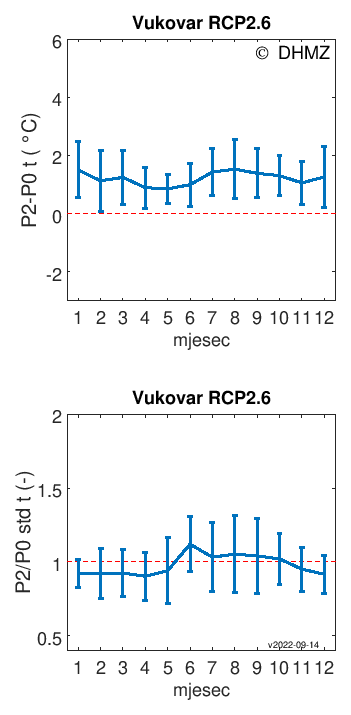 Vukovar RCP2.6
© DHMZ
P2-P0 t ( °C)
6
4
2
0
-2
1 2 3 4 5 6 7 8 9 10 11 12
mjesec
Vukovar RCP2.6
P2/P0 std t (-)
2
1.5
1
0.5
v2022-09-14
1 2 3 4 5 6 7 8 9 10 11 12
mjesec